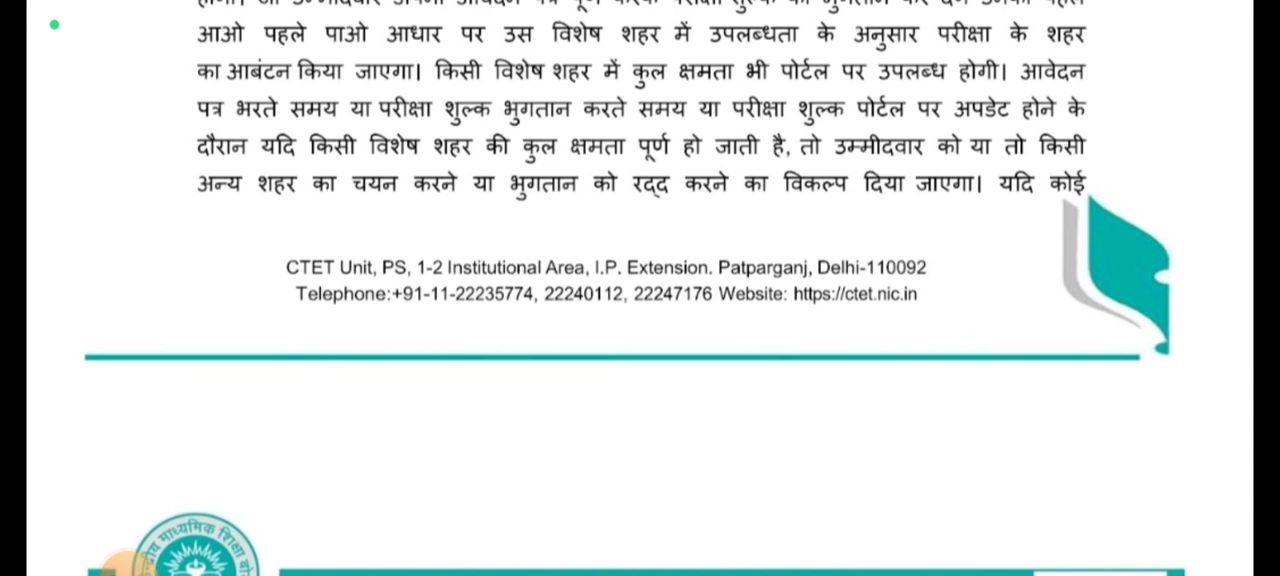 आओ पहले पाओ आधार पर उस विशेष शहर में उपलब्धता के अनुसार परीक्षा के शहर
का आबंटन किया जाएगा। किसी विशेष शहर में कुल क्षमता भी पोर्टल पर उपलब्ध होगी। आवेदन
पत्र भरते समय या परीक्षा शुल्क भुगतान करते समय या परीक्षा शुल्क पोर्टल पर अपडेट होने के
दौरान यदि किसी विशेष शहर की कुल क्षमता पूर्ण हो जाती है, तो उम्मीदवार को या तो किसी
अन्य शहर का चयन करने या भुगतान को रद्द करने का विकल्प दिया जाएगा। यदि कोई
CTET Unit, PS, 1-2 Institutional Area, I.P. Extension. Patparganj, Delhi-110092
Telephone:+91-11-22235774, 22240112, 22247176 Website: https://ctet.nic.in
माध्यमिक शिक्षा